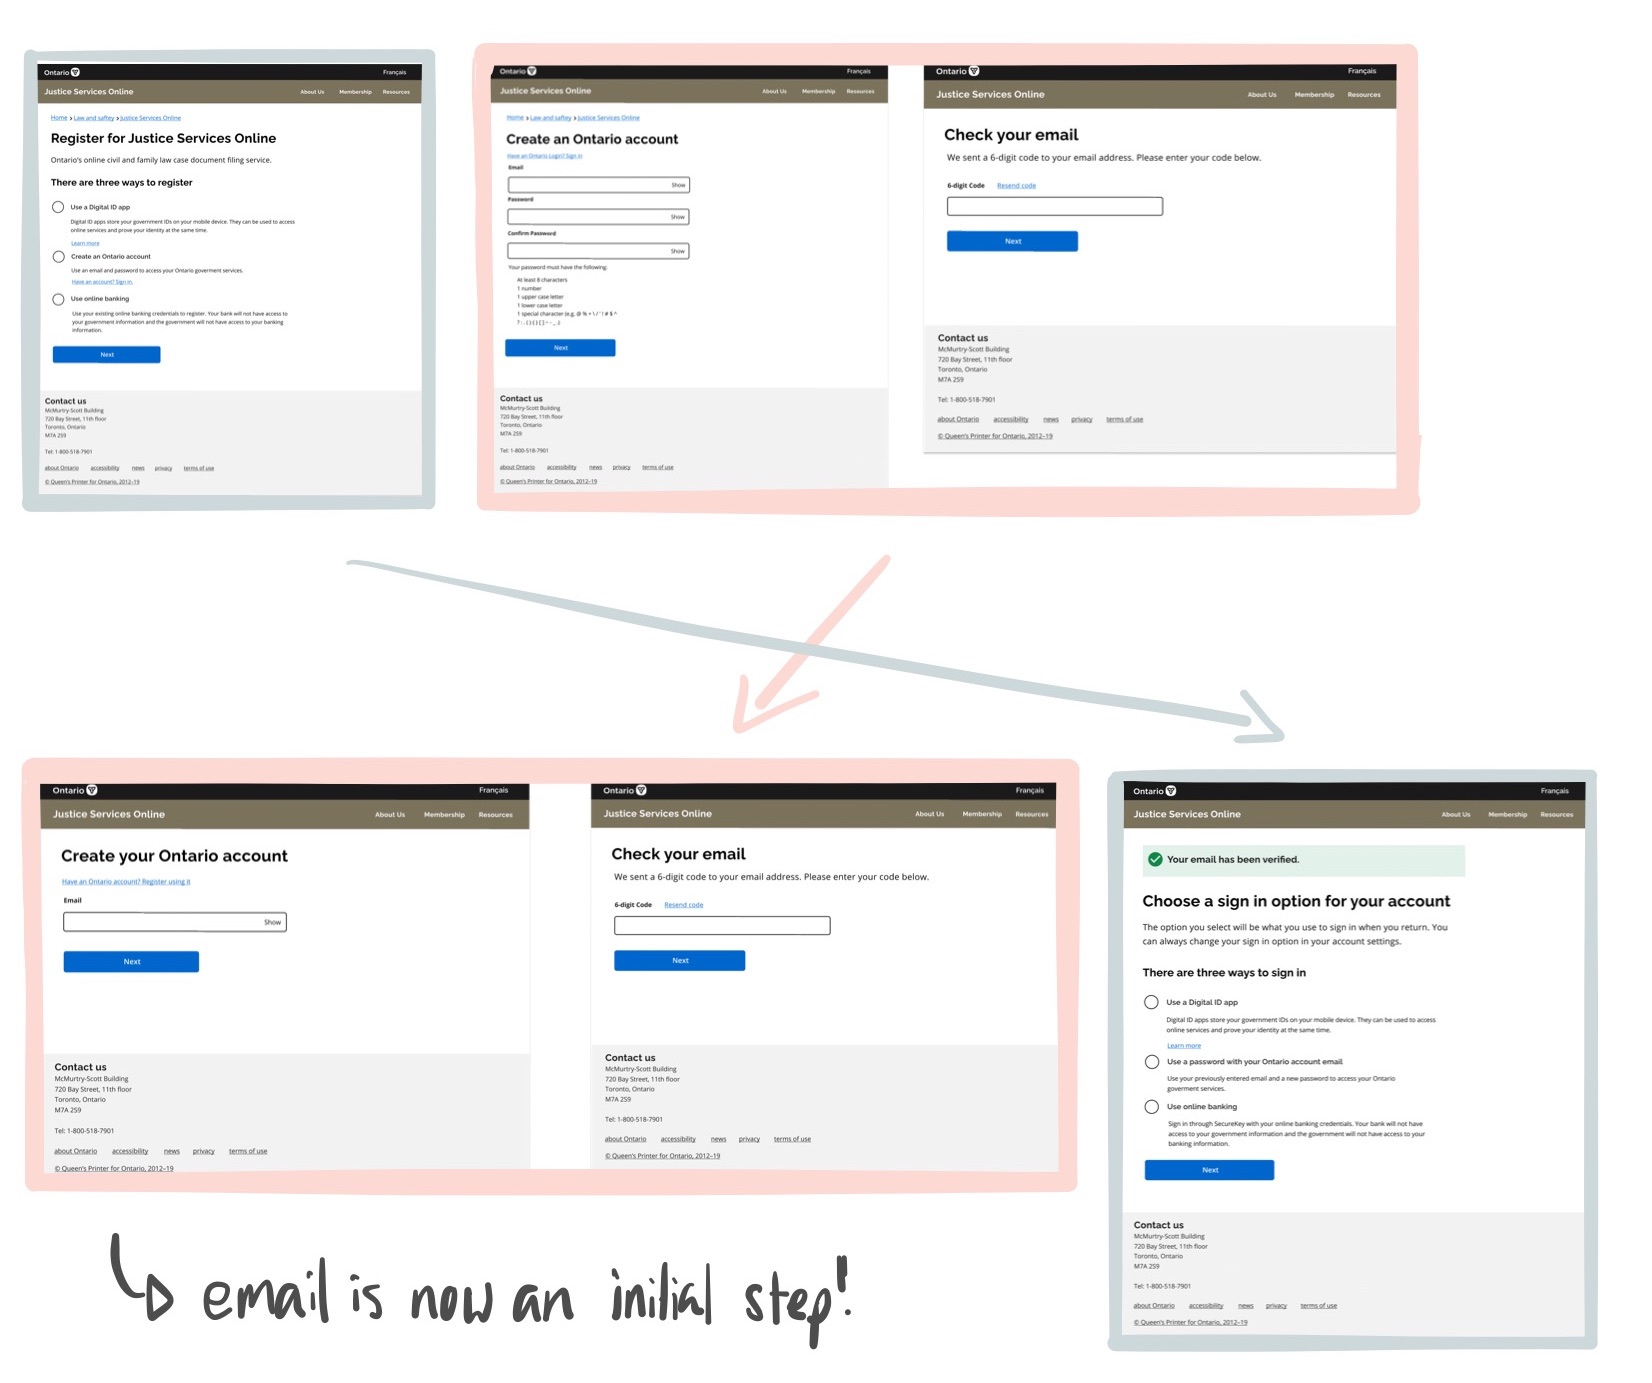 Ontario
Français
Justice Services Online
About Us
Membership
Resources
Home > Law and saftey > Justice Services Online
Register for Justice Services Online
Ontario's online civil and family law case document filing service.
There are three ways to register
Use a Digital ID app
Digital ID apps store your government IDs on your mobile device. They can be used to access
online services and prove your identity at the same time.
Learn more
Create an Ontario account
Use an email and password to access your Ontario goverment services.
Have an account? Sign in.
Use online banking
Use your existing online banking credentials to register. Your bank will not have access to
your government information and the government will not have access to your banking
information.
Next
Contact us
McMurtry-Scott Building
720 Bay Street, 11th floor
Toronto, Ontario
M7A 2S9
Tel: 1-800-518-7901
about Ontario
accessibility
news
privacy
terms of use
© Queen's Printer for Ontario, 2012–19
Ontario
Français
Justice Services Online
About Us
Membership
Resources
Home > Law and saftey > Justice Services Online
Create an Ontario account
Have an Ontario Login? Sign in
Email
Show
Password
Show
Confirm Password
Show
Your password must have the following.
At least 8 characters
1 number
1 upper case letter
1 lower case letter
1 special character (e.g. @ %
Next
Contact us
McMurtry-Scott Building
720 Bay Street, 11th floor
Toronto, Ontario
M7A 2S9
Tel: 1-800-518-7901
about Ontario
accessibility
news
privacy
terms of use
© Queen's Printer for Ontario, 2012–19
Ontario
Français
Justice Services Online
About Us
Membership
Resources
Check your email
We sent a 6-digit code to your email address. Please enter your code below.
6-digit Code
Resend code
Next
Contact us
McMurtry-Scott Building
720 Bay Street, 11th floor
Toronto, Ontario
M7A 2S9
Tel: 1-800-518-7901
about Ontario
accessibility
news
privacy
terms of use
© Queen's Printer for Ontario, 2012–19
Ontario
Français
Justice Services Online
About Us
Membership
Resources
Create your Ontario account
Have an Ontario account? Register using it
Email
Show
Next
Contact us
McMurtry-Scott Building
720 Bay Street, 11th floor
Toronto, Ontario
M7A 2S9
Tel: 1-800-518-7901
about Ontario
accessibility
news
privacy
terms of use
© Queen's Printer for Ontario, 2012–19
Ontario
Français
Justice Services Online
About Us
Membership
Resources
Check your email
We sent a 6-digit code to your email address. Please enter your code below.
6-digit Code
Resend code
Next
Contact us
McMurtry-Scott Building
720 Bay Street, 11th floor
Toronto, Ontario
M7A 2S9
Tel: 1-800-518-7901
about Ontario
accessibility
news
privacy
terms of use
© Queen's Printer for Ontario, 2012–19
Ontario
Français
Justice Services Online
About Us
Membership
Resources
Your email has been verified.
Choose a sign in option for your account
The option you select will be what you use to sign in when you return. You
can always change your sign in option in your account settings.
There are three ways to sign in
Use a Digital ID app
Digital ID apps store your government IDs on your mobile device. They can be used to access
online services and prove your identity at the same time.
Learn more
Use a password with your Ontario account email
Use your previously entered email and a new password to access your Ontario
goverment services.
Use online banking
Sign in through SecureKey with your online banking credentials. Your bank will not have
access to your government information and the government will not have access to your
banking information.
Next
Contact us
McMurtry-Scott Building
720 Bay Street, 11th floor
Toronto, Ontario
M7A 2S9
Tel: 1-800-518-7901
about Ontario
accessibility
news
privacy
terms of use
© Queen's Printer for Ontario, 2012–19
email is now an initial step!